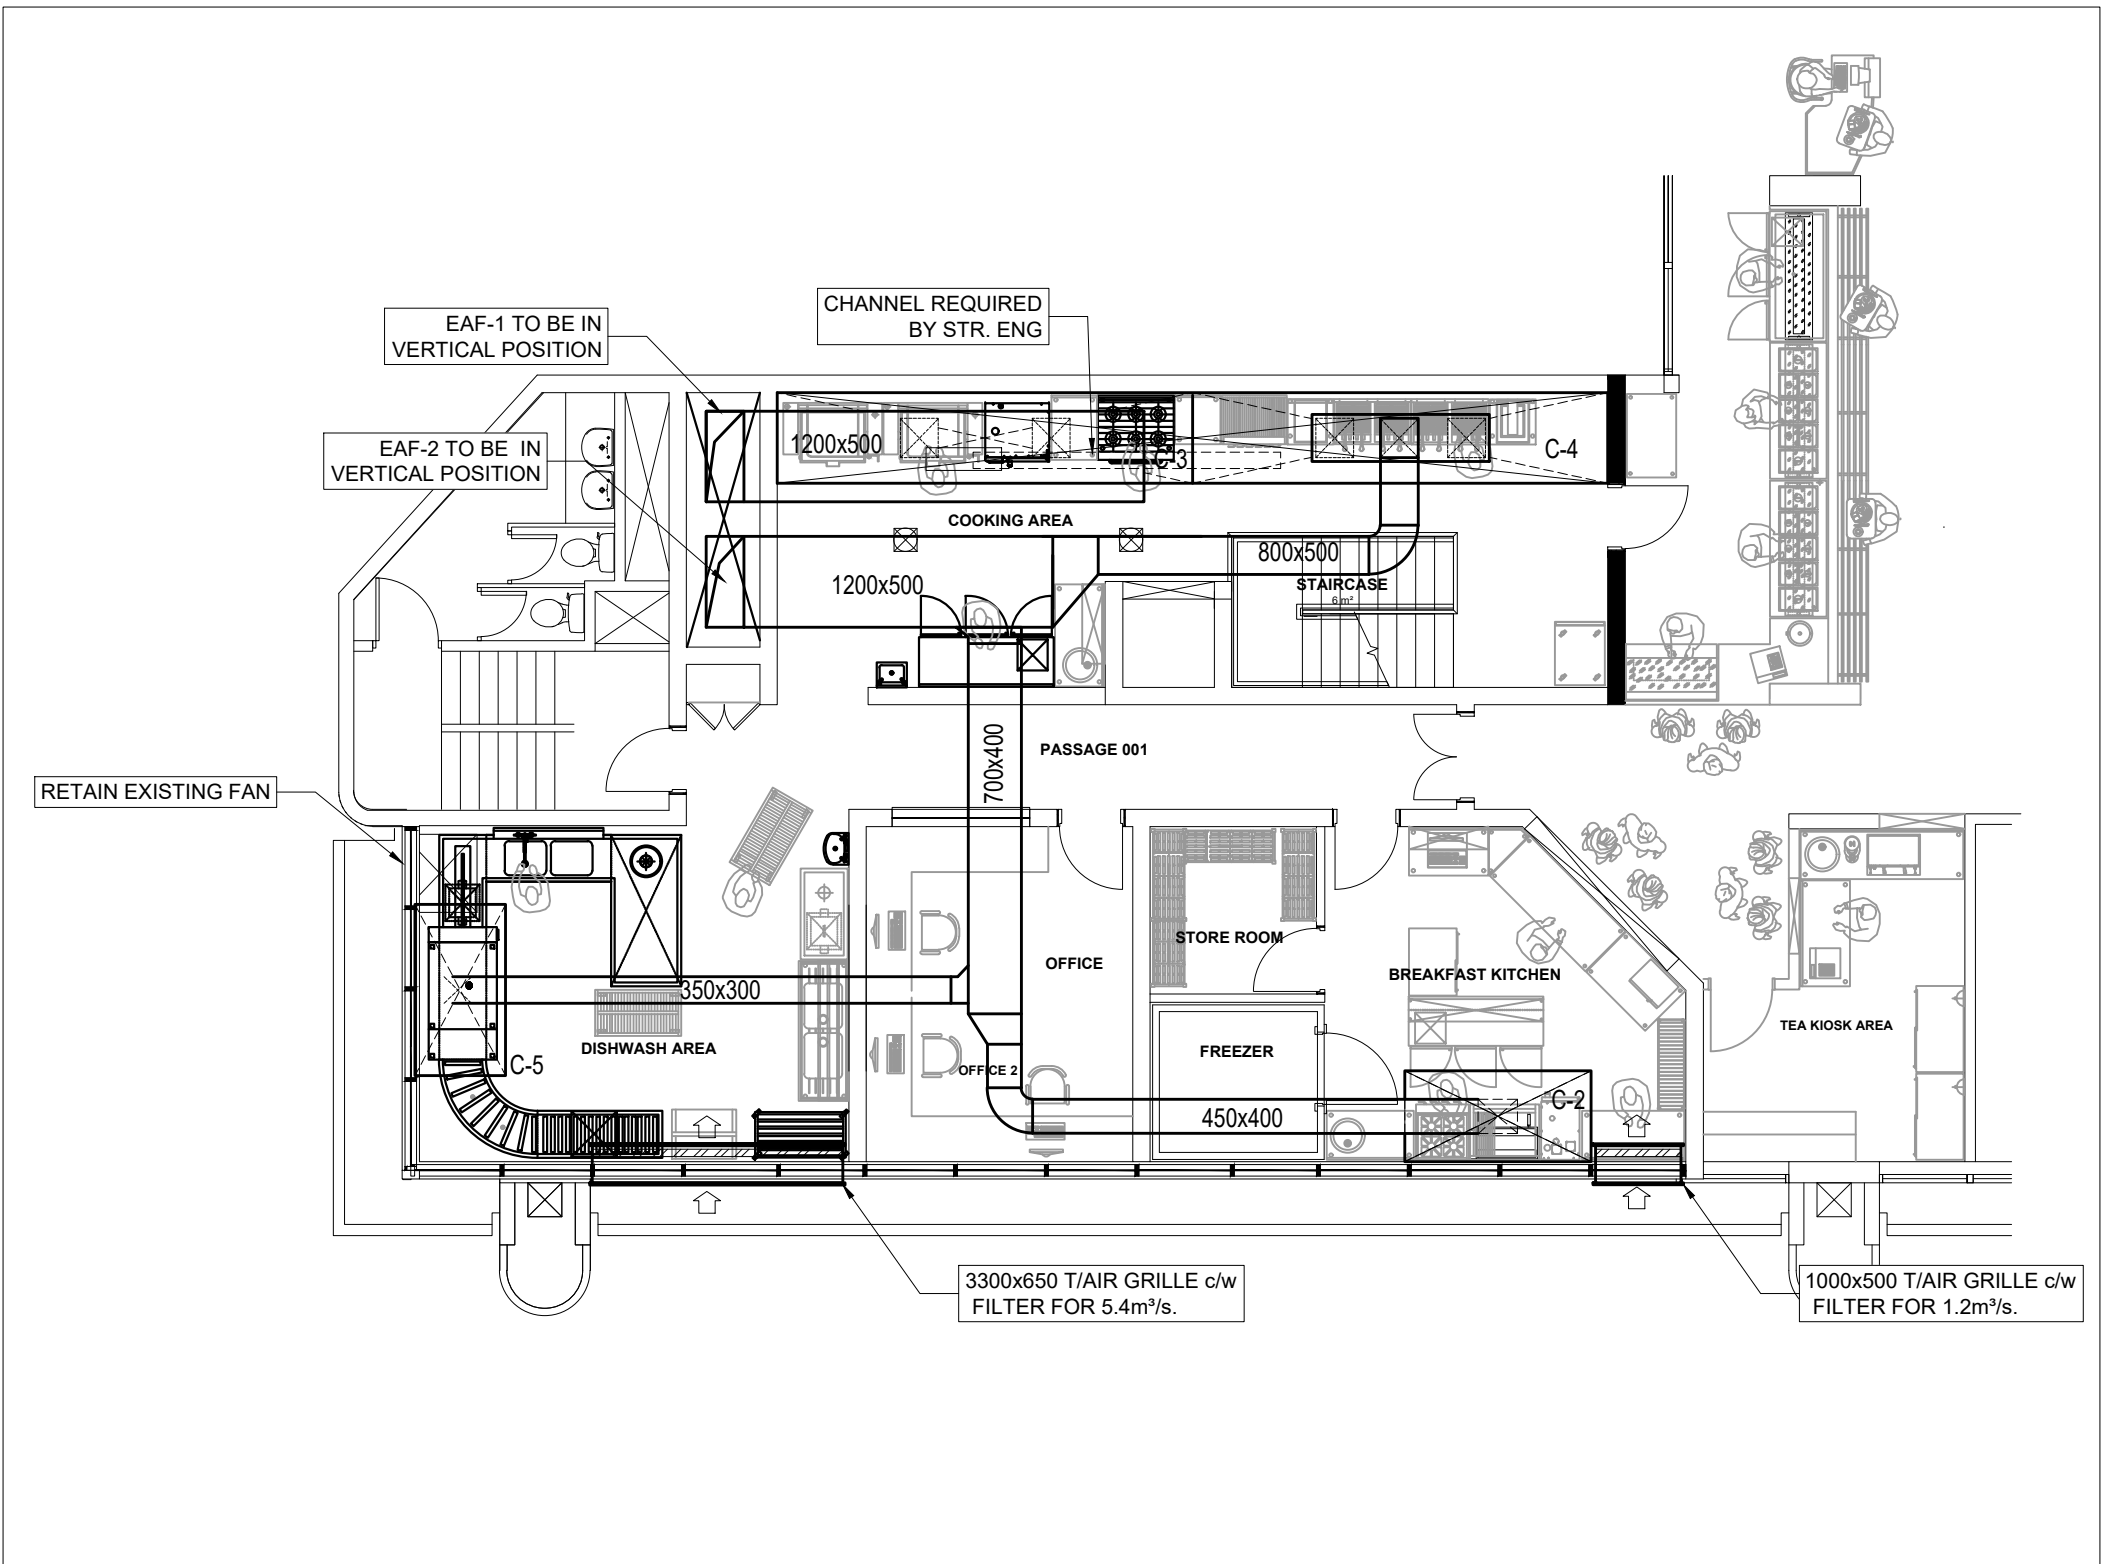 CHANNEL REQUIRED
BY STR. ENG
EAF-1 TO BE IN
VERTICAL POSITION
EAF-2 TO BE IN
VERTICAL POSITION
1200x500
C-3
C-4
COOKING AREA
800x500
1200x500
STAIRCASE
6 m²
700x400
PASSAGE 001
RETAIN EXISTING FAN
STORE ROOM
OFFICE
BREAKFAST KITCHEN
350x300
TEA KIOSK AREA
DISHWASH AREA
FREEZER
C-5
OFFICE 2
C-2
450x400
3300x650 T/AIR GRILLE c/w
FILTER FOR 5.4m³/s.
1000x500 T/AIR GRILLE c/w
FILTER FOR 1.2m³/s.